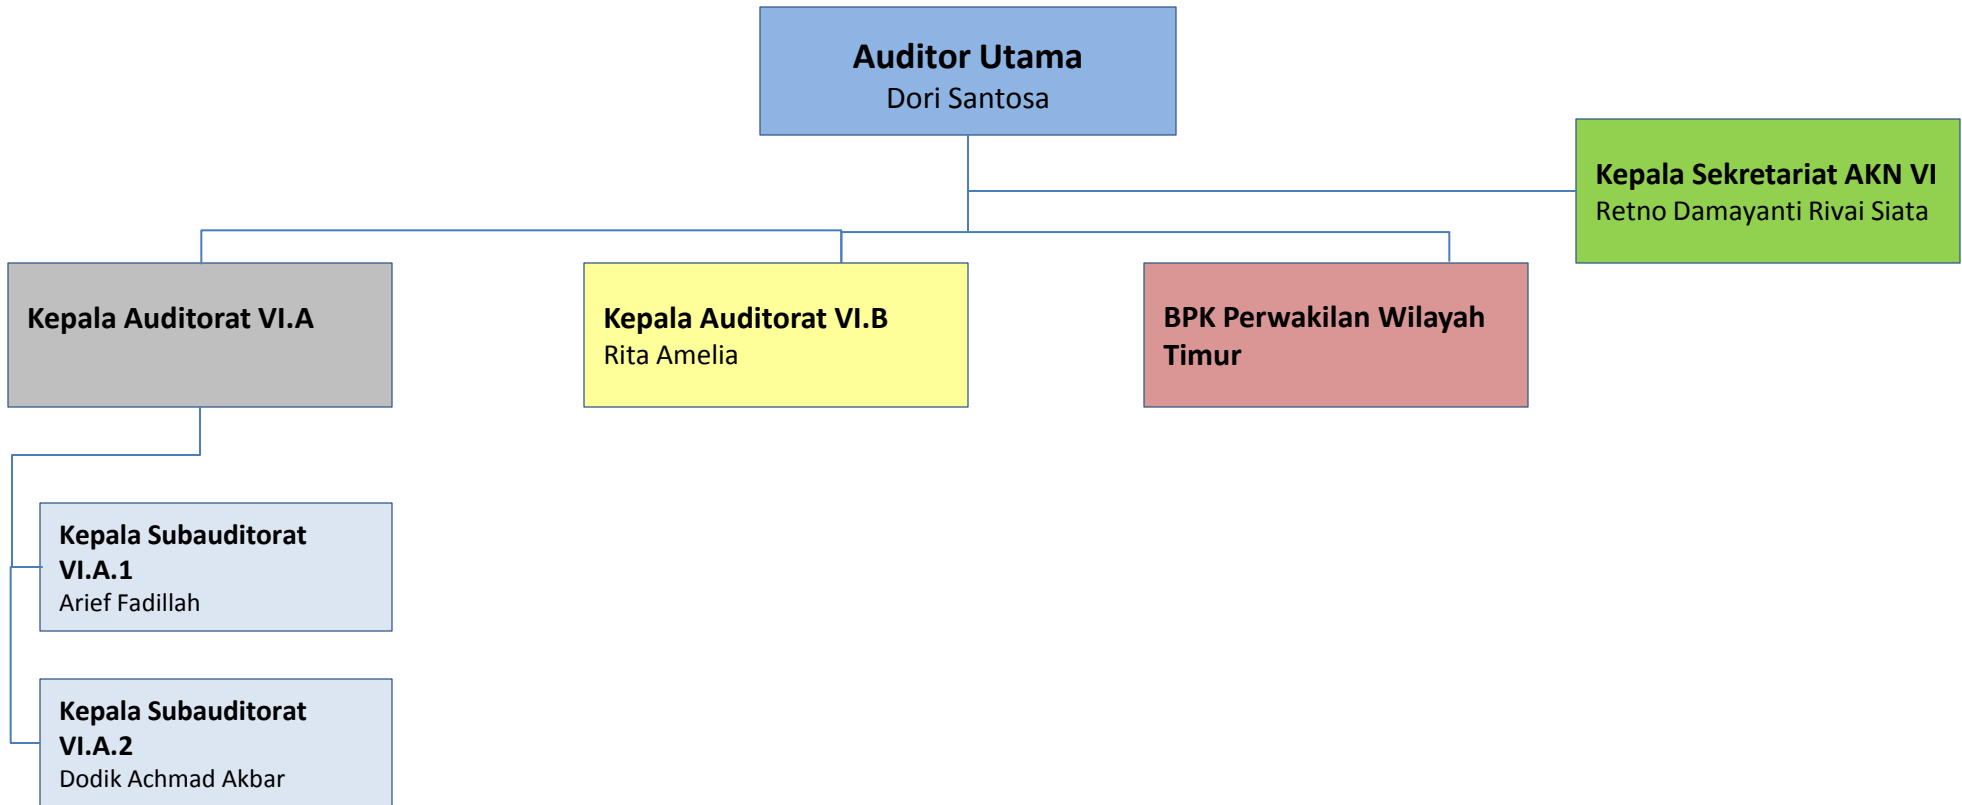 Auditor Utama
Dori Santosa
Kepala Sekretariat AKN VI
Retno Damayanti Rivai Siata
Kepala Auditorat VI.A
Kepala Auditorat VI.B
Rita Amelia
BPK Perwakilan Wilayah
Timur
Kepala Subauditorat
VI.A.1
Arief Fadillah
Kepala Subauditorat
VI.A.2
Dodik Achmad Akbar